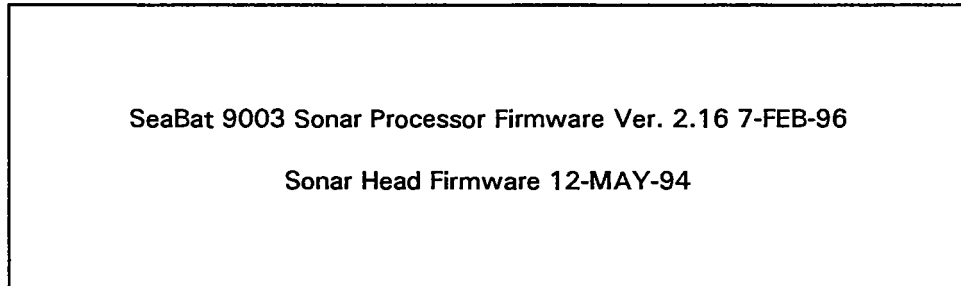 SeaBat 9003 Sonar Processor Firmware Ver. 2.16 7-FEB-96
Sonar Head Firmware 12-MAY-94